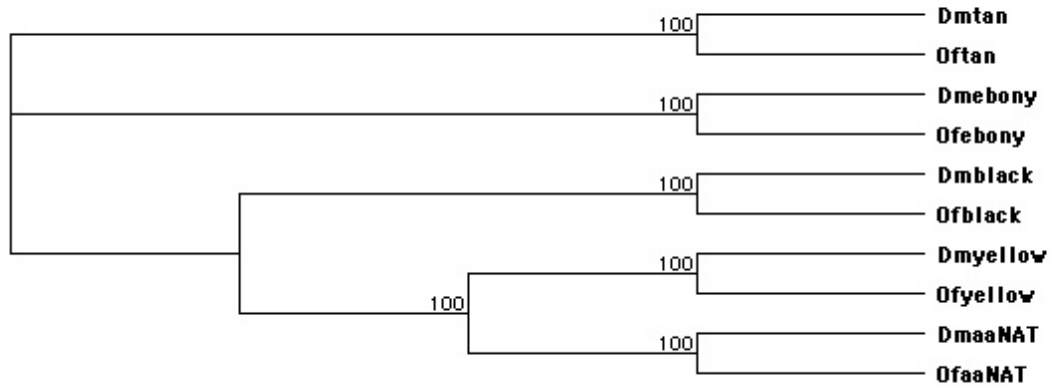 100
Dmtan
Oftan
100
Dmebony
Ofebony
100
Dmblack
Ofblack
100
Dmyellow
Ofyellow
100
100
DmaaNAT
OfaaNAT